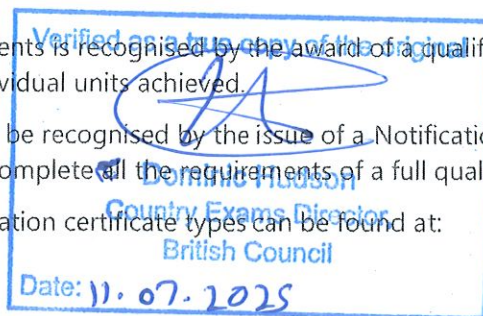 Verified as a true copy of the original
ents is recognised by the award of a qualif
vidual units achieved.
be recognised by the issue of a Notificatio
omplete all the requirements of a full qual
Dominic Hudson
ation certificate types can be found at:
Country Exams Director,
British Council
Date: 11.07.2025